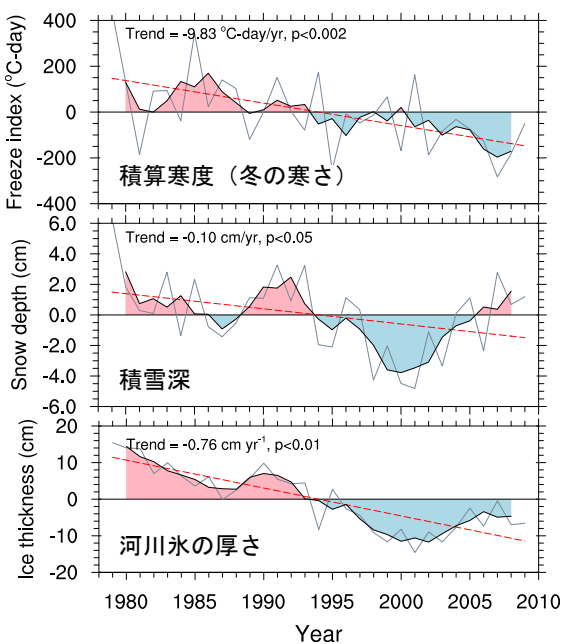 400
Trend = -9.83 °C-day/yr, p<0.002
200
0
-200
-400
Freeze index (°C-day)
積算寒度（冬の寒さ）
6.0
Trend = -0.10 cm/yr, p<0.05
4.0
2.0
0.0
-2.0
-4.0
-6.0
Snow depth (cm)
積雪深
20
Trend = -0.76 cm yr⁻¹, p<0.01
10
0
-10
-20
Ice thickness (cm)
河川氷の厚さ
1980 1985 1990 1995 2000 2005 2010
Year